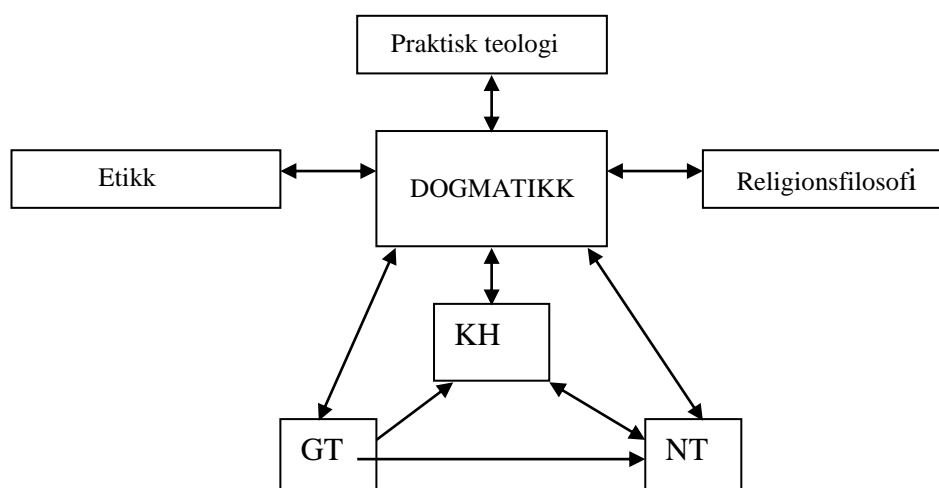 Praktisk teologi
Etikk
DOGMATIKK
Religionsfilosofi
KH
GT
NT